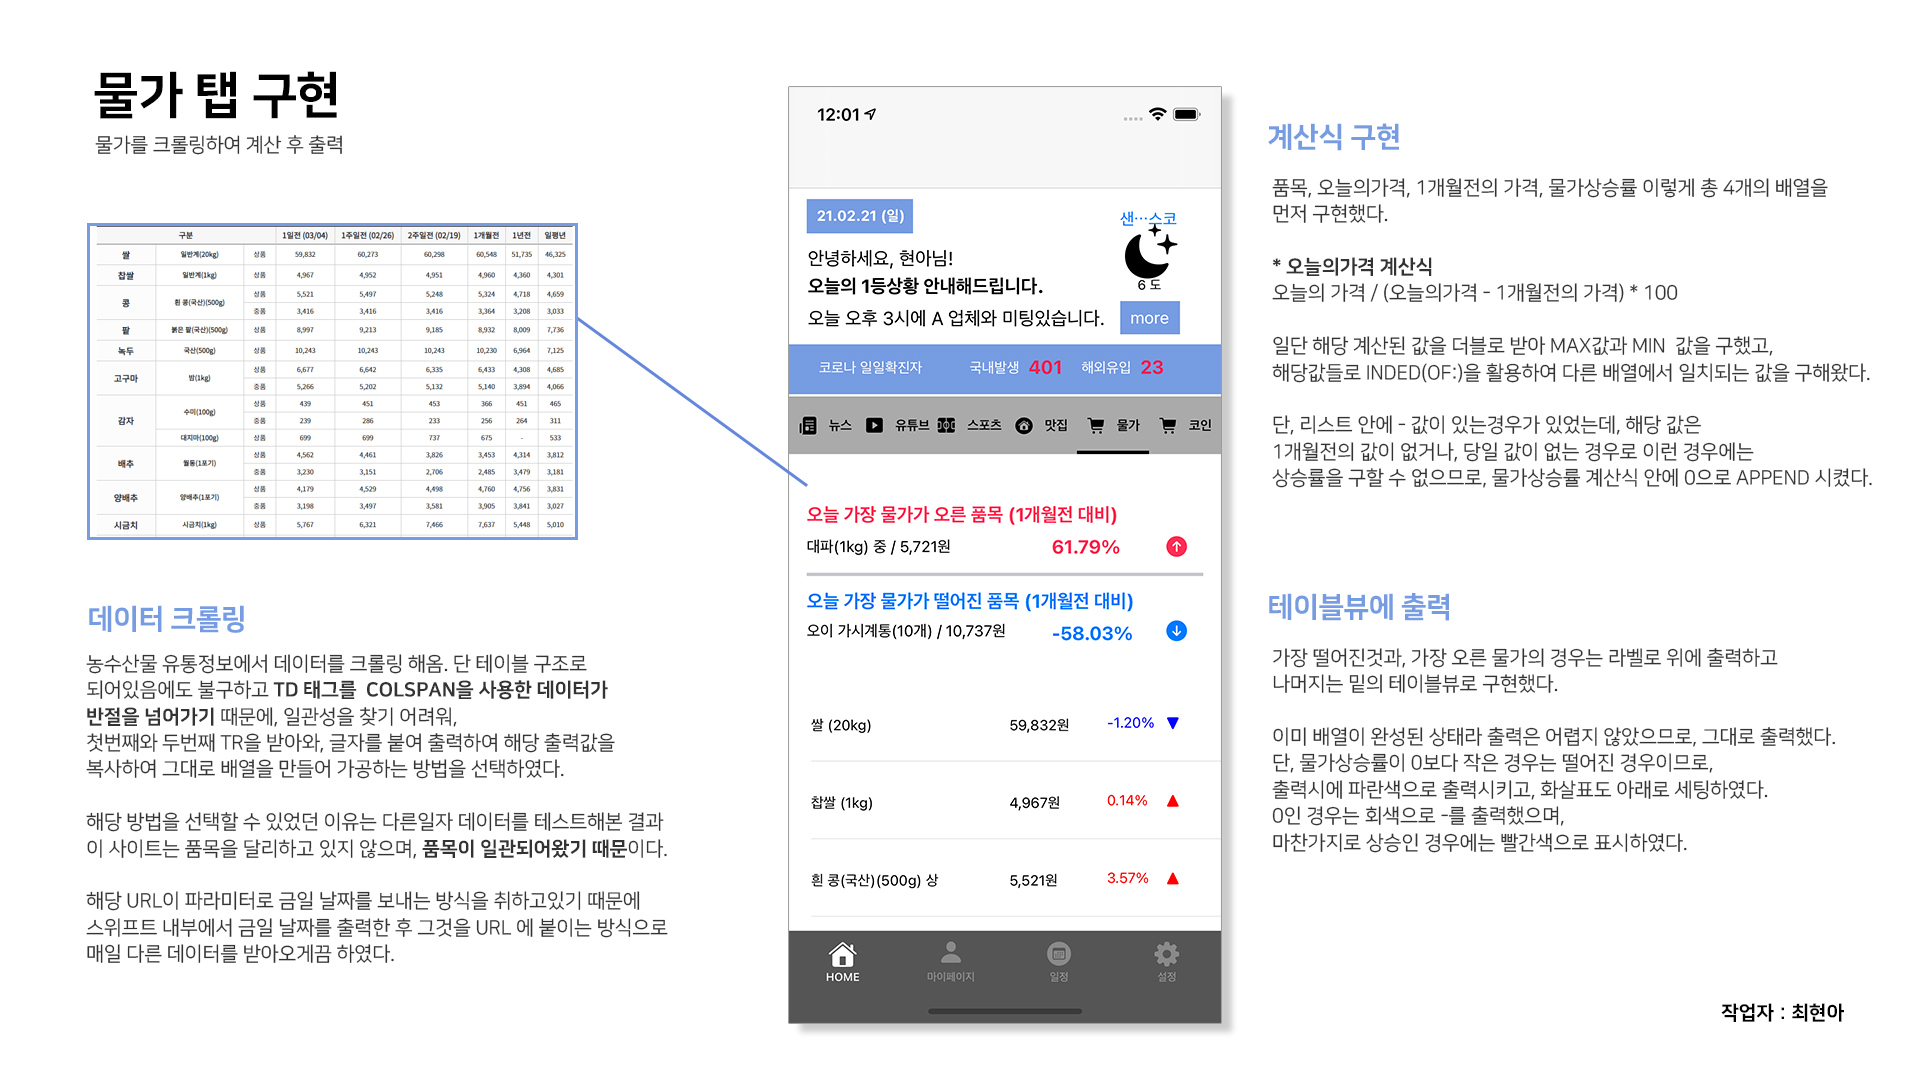 물가 탭 구현
물가를 크롤링하여 계산 후 출력
구분 1일전 (03/04) 1주일전 (02/26) 2주일전 (02/19) 1개월전 1년전 일평년
쌀 일반계(20kg) 상품 59,832 60,273 60,298 60,548 51,735 46,325
찹쌀 일반계(1kg) 상품 4,967 4,952 4,951 4,960 4,360 4,301
콩 흰 콩(국산)(500g) 상품 5,521 5,497 5,248 5,324 4,718 4,659
중품 3,416 3,416 3,416 3,364 3,208 3,033
팥 붉은 팥(국산)(500g) 상품 8,997 9,213 9,185 8,932 8,009 7,736
녹두 국산(500g) 상품 10,243 10,243 10,243 10,230 6,964 7,125
고구마 밤(1kg) 상품 6,677 6,642 6,335 6,433 4,308 4,685
중품 5,266 5,202 5,132 5,140 3,894 4,066
감자 수미(100g) 상품 439 451 453 366 451 465
중품 239 286 233 256 264 311
대지마(100g) 상품 699 699 737 675 - 533
배추 월동(1포기) 상품 4,562 4,461 3,826 3,453 4,314 3,812
중품 3,230 3,151 2,706 2,485 3,479 3,181
양배추 양배추(1포기) 상품 4,179 4,529 4,498 4,760 4,756 3,831
중품 3,198 3,497 3,581 3,905 3,841 3,027
시금치 시금치(1kg) 상품 5,767 6,321 7,466 7,637 5,448 5,010
데이터 크롤링
농수산물 유통정보에서 데이터를 크롤링 해옴. 단 테이블 구조로
되어있음에도 불구하고 TD 태그를 COLSPAN을 사용한 데이터가
반절을 넘어가기 때문에, 일관성을 찾기 어려워,
첫번째와 두번째 TR을 받아와, 글자를 붙여 출력하여 해당 출력값을
복사하여 그대로 배열을 만들어 가공하는 방법을 선택하였다.
해당 방법을 선택할 수 있었던 이유는 다른일자 데이터를 테스트해본 결과
이 사이트는 품목을 달리하고 있지 않으며, 품목이 일관되어왔기 때문이다.
해당 URL이 파라미터로 금일 날짜를 보내는 방식을 취하고있기 때문에
스위프트 내부에서 금일 날짜를 출력한 후 그것을 URL 에 붙이는 방식으로
매일 다른 데이터를 받아오게끔 하였다.
12:01
21.02.21 (일)
샌…스코
안녕하세요, 현아님!
오늘의 1등상황 안내해드립니다.
6 도
오늘 오후 3시에 A 업체와 미팅있습니다.
more
코로나 일일확진자 국내발생 401 해외유입 23
뉴스 유튜브 스포츠 맛집 물가 코인
오늘 가장 물가가 오른 품목 (1개월전 대비)
대파(1kg) 중 / 5,721원 61.79%
오늘 가장 물가가 떨어진 품목 (1개월전 대비)
오이 가시계통(10개) / 10,737원 -58.03%
쌀 (20kg) 59,832원 -1.20% ▼
찹쌀 (1kg) 4,967원 0.14% ▲
흰 콩(국산)(500g) 상 5,521원 3.57% ▲
HOME 마이페이지 일정 설정
계산식 구현
품목, 오늘의가격, 1개월전의 가격, 물가상승률 이렇게 총 4개의 배열을
먼저 구현했다.
* 오늘의가격 계산식
오늘의 가격 / (오늘의가격 - 1개월전의 가격) * 100
일단 해당 계산된 값을 더블로 받아 MAX값과 MIN 값을 구했고,
해당값들로 INDED(OF:)을 활용하여 다른 배열에서 일치되는 값을 구해왔다.
단, 리스트 안에 - 값이 있는경우가 있었는데, 해당 값은
1개월전의 값이 없거나, 당일 값이 없는 경우로 이런 경우에는
상승률을 구할 수 없으므로, 물가상승률 계산식 안에 0으로 APPEND 시켰다.
테이블뷰에 출력
가장 떨어진것과, 가장 오른 물가의 경우는 라벨로 위에 출력하고
나머지는 밑의 테이블뷰로 구현했다.
이미 배열이 완성된 상태라 출력은 어렵지 않았으므로, 그대로 출력했다.
단, 물가상승률이 0보다 작은 경우는 떨어진 경우이므로,
출력시에 파란색으로 출력시키고, 화살표도 아래로 세팅하였다.
0인 경우는 회색으로 -를 출력했으며,
마찬가지로 상승인 경우에는 빨간색으로 표시하였다.
작업자 : 최현아